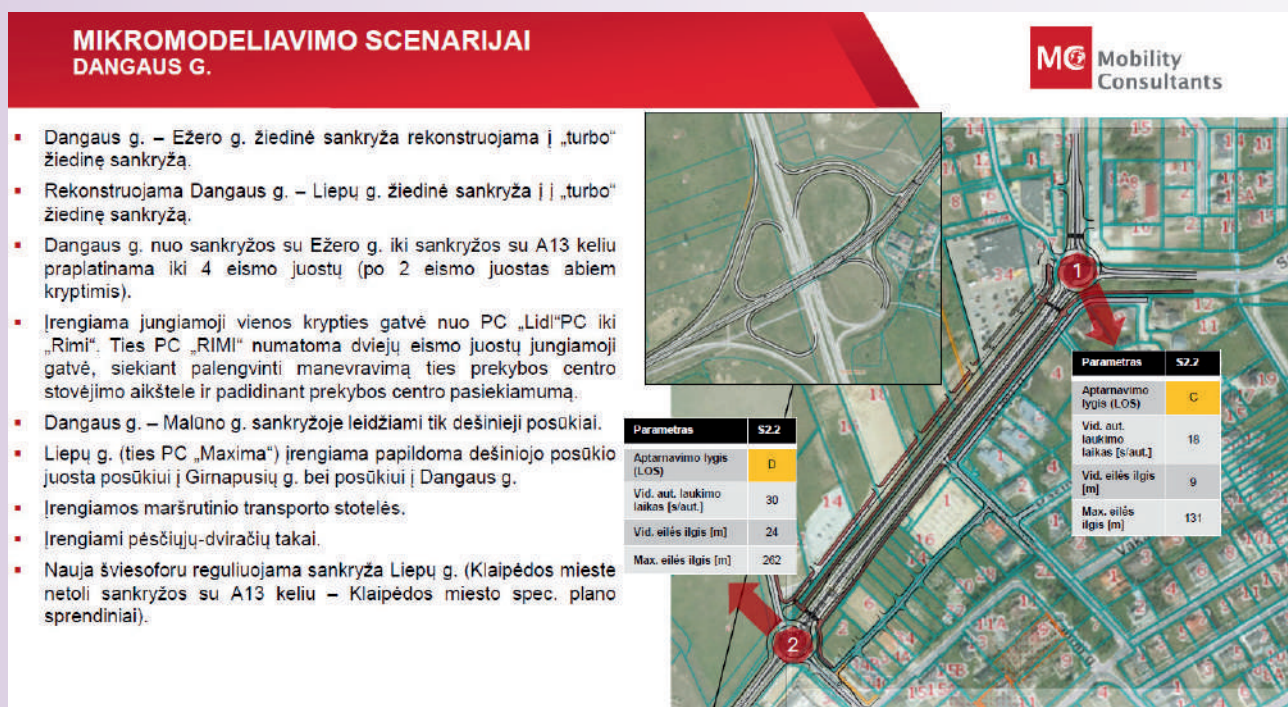 MIKROMODELIAVIMO SCENARIJAI
DANGAUS G.
MC Mobility
Consultants
▪ Dangaus g. – Ežero g. žiedinė sankryža rekonstruojama į „turbo“
žiedinę sankryžą.
▪ Rekonstruojama Dangaus g. – Liepų g. žiedinė sankryža į į „turbo“
žiedinę sankryžą.
▪ Dangaus g. nuo sankryžos su Ežero g. iki sankryžos su A13 keliu
praplatinama iki 4 eismo juostų (po 2 eismo juostas abiem
kryptimis).
▪ Įrengiama jungiamoji vienos krypties gatvė nuo PC „Lidl“PC iki
„Rimi“. Ties PC „RIMI“ numatoma dviejų eismo juostų jungiamoji
gatvė, siekiant palengvinti manevravimą ties prekybos centro
stovėjimo aikštele ir padidinant prekybos centro pasiekiamumą.
▪ Dangaus g. – Malūno g. sankryžoje leidžiami tik dešinieji posūkiai.
▪ Liepų g. (ties PC „Maxima“) įrengiama papildoma dešiniojo posūkio
juosta posūkiui į Girnapusių g. bei posūkiui į Dangaus g.
▪ Įrengiamos maršrutinio transporto stotelės.
▪ Įrengiami pėsčiųjų-dviračių takai.
▪ Nauja šviesoforu reguliuojama sankryža Liepų g. (Klaipėdos mieste
netoli sankryžos su A13 keliu – Klaipėdos miesto spec. plano
sprendiniai).
1
Parametras S2.2
Aptarnavimo
lygis (LOS) C
Vid. aut.
laukimo
laikas [s/aut.] 18
Vid. eilės ilgis
[m] 9
Max. eilės
ilgis [m] 131
Parametras S2.2
Aptarnavimo lygis
(LOS) D
Vid. aut. laukimo
laikas [s/aut.] 30
Vid. eilės ilgis [m] 24
Max. eilės ilgis [m] 262
2